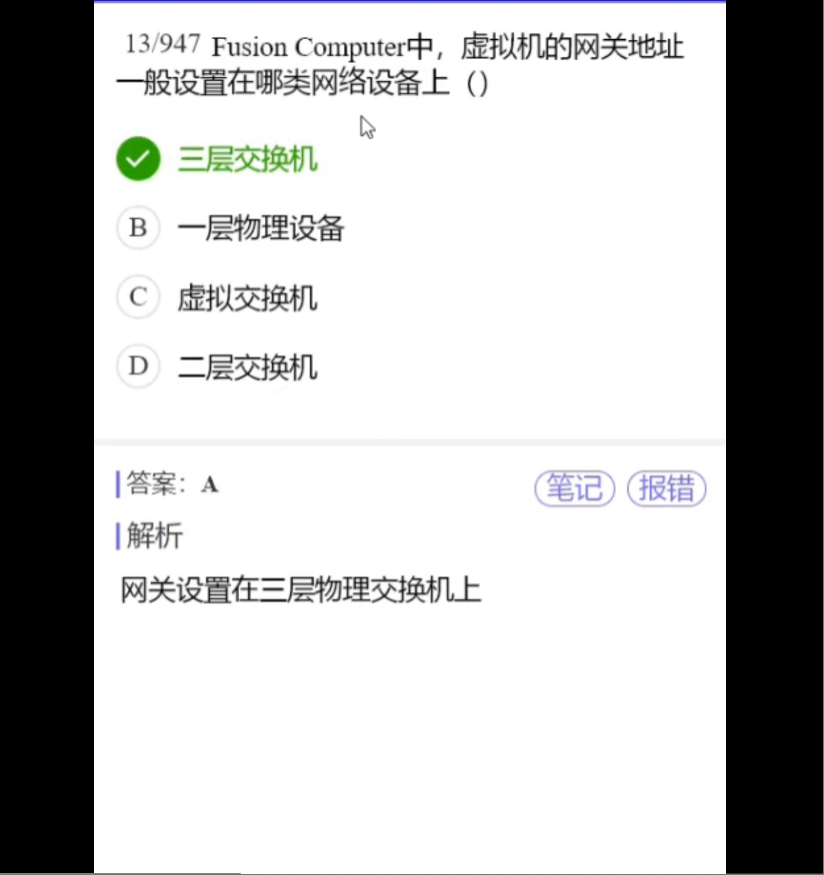 13/947 Fusion Computer中，虚拟机的网关地址
一般设置在哪类网络设备上（）
三层交换机
B 一层物理设备
C 虚拟交换机
D 二层交换机
答案：A
笔记 报错
解析
网关设置在三层物理交换机上